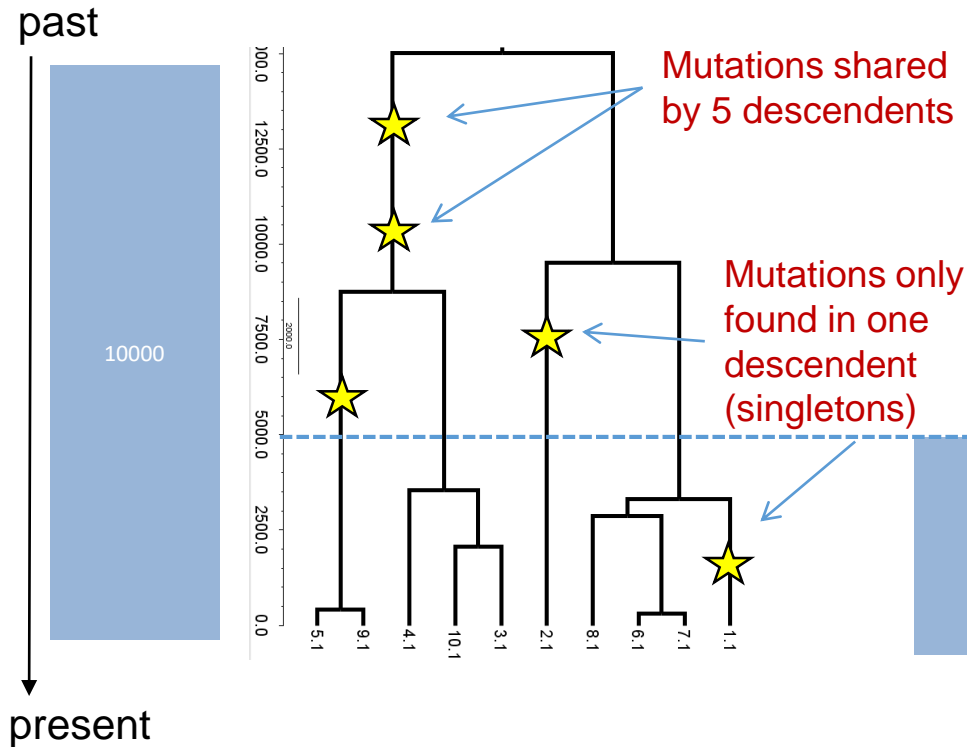 past
Mutations shared
by 5 descendents
00.0
12500.0
10000.0
7500.0
5000.0
2500.0
0.0
2000.0
10000
Mutations only
found in one
descendent
(singletons)
5.1
9.1
4.1
10.1
3.1
2.1
8.1
6.1
7.1
1.1
present